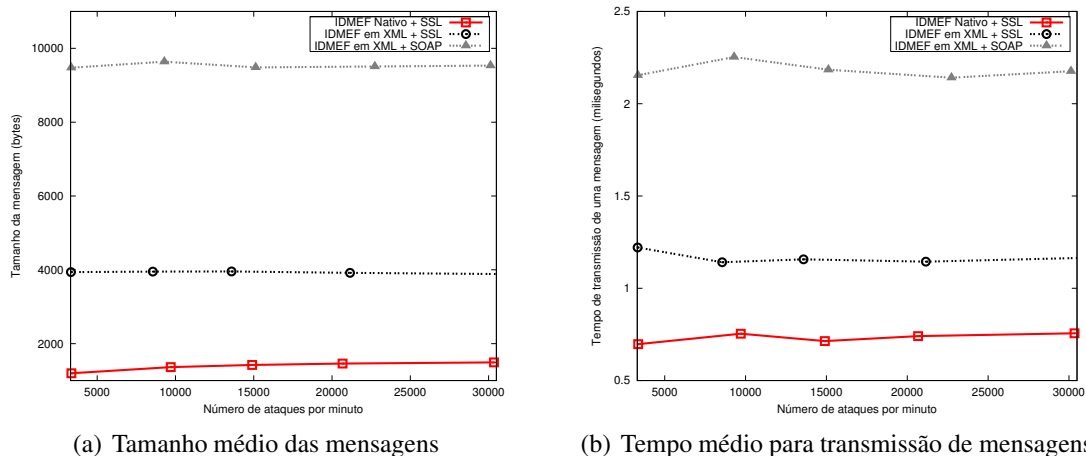 IDMEF Nativo + SSL
IDMEF em XML + SSL
IDMEF em XML + SOAP
10000
8000
6000
4000
2000
Tamanho da mensagem (bytes)
5000 10000 15000 20000 25000 30000
Número de ataques por minuto
(a) Tamanho médio das mensagens
IDMEF Nativo + SSL
IDMEF em XML + SSL
IDMEF em XML + SOAP
2.5
2
1.5
1
0.5
Tempo de transmissão de uma mensagem (milisegundos)
5000 10000 15000 20000 25000 30000
Número de ataques por minuto
(b) Tempo médio para transmissão de mensagens